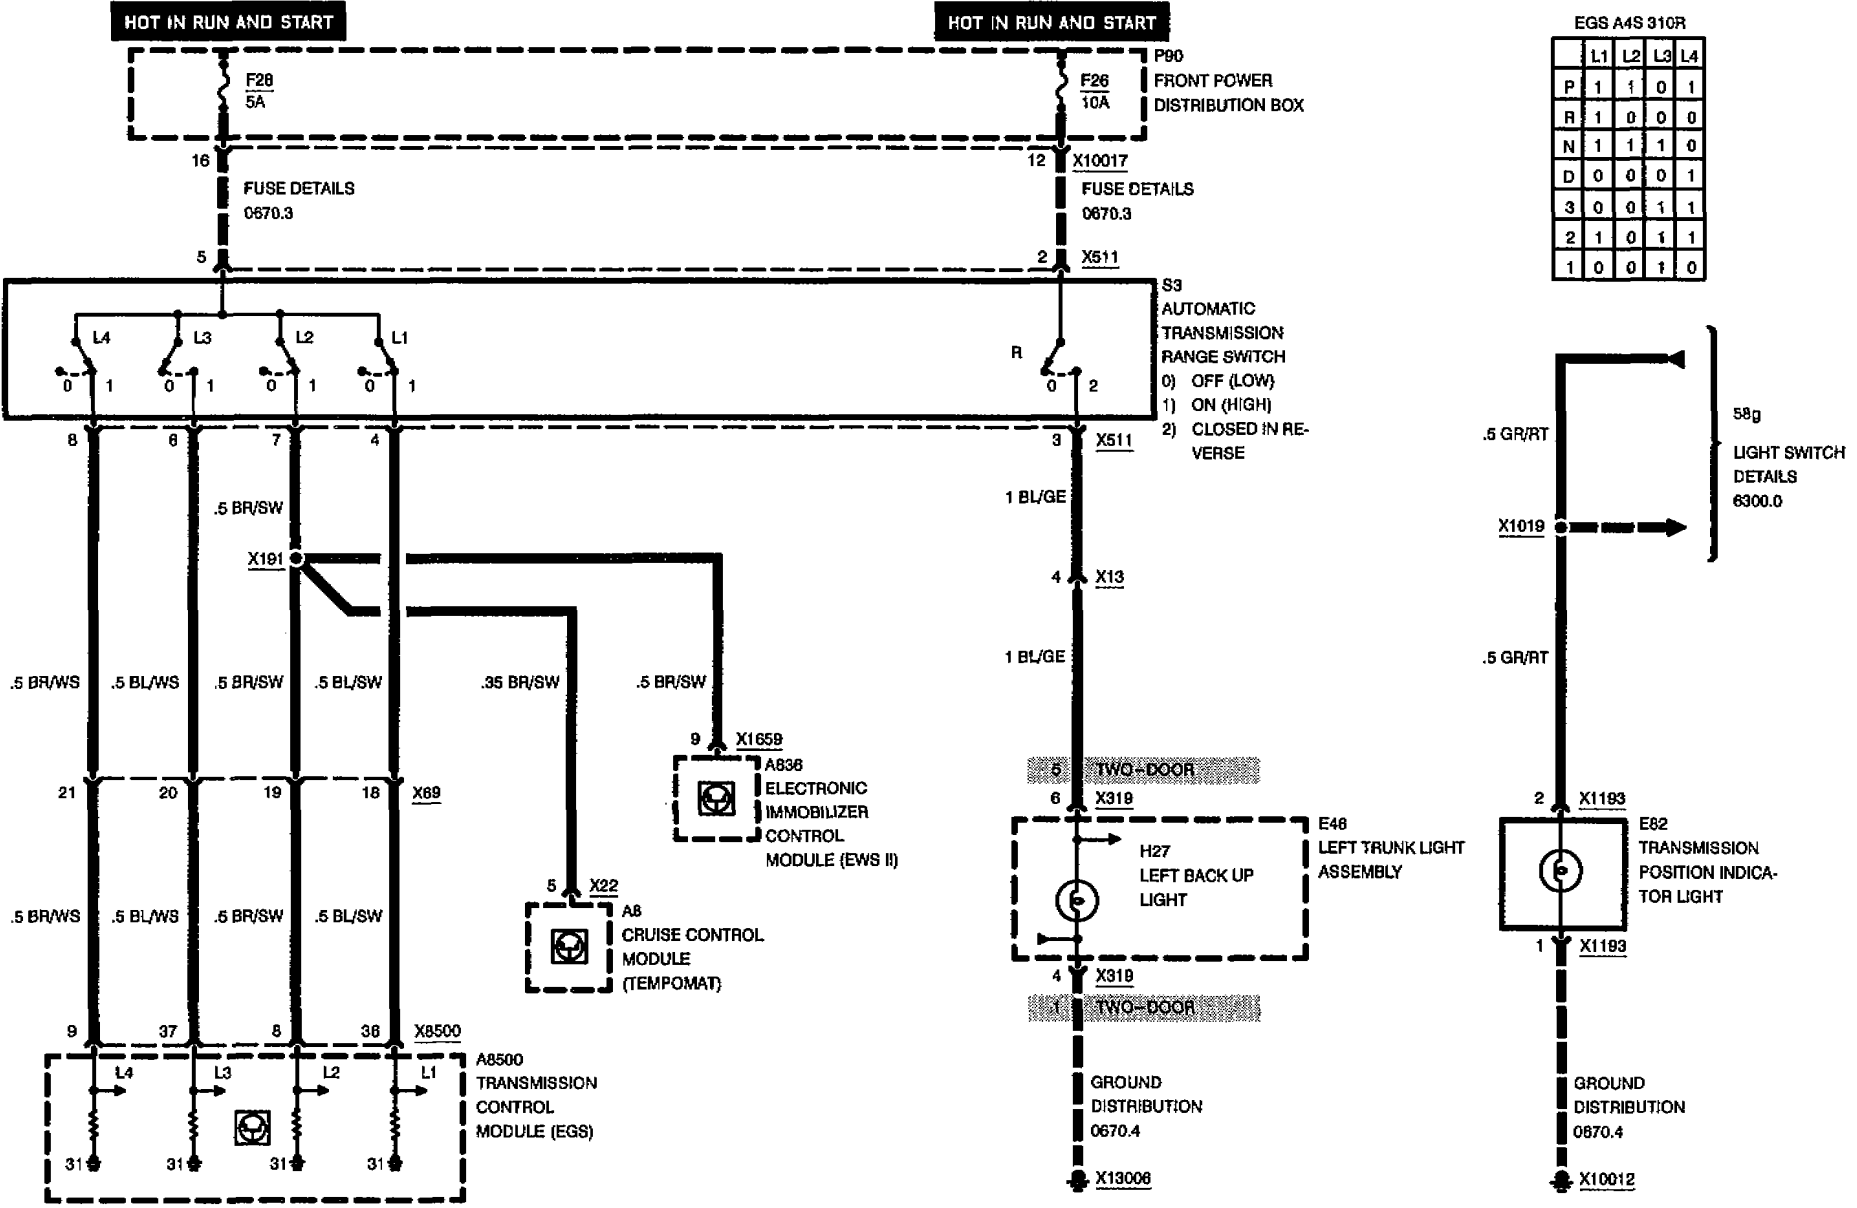 HOT IN RUN AND START
HOT IN RUN AND START
F28
5A
F26
10A
P90
FRONT POWER
DISTRIBUTION BOX
16
12
X10017
FUSE DETAILS
0670.3
FUSE DETAILS
0670.3
5
2
X511
EGS A4S 310R
L1 L2 L3 L4
P 1 1 0 1
R 1 0 0 0
N 1 1 1 0
D 0 0 0 1
3 0 0 1 1
2 1 0 1 1
1 0 0 1 0
S3
AUTOMATIC
TRANSMISSION
RANGE SWITCH
0) OFF (LOW)
1) ON (HIGH)
2) CLOSED IN RE-
VERSE
L4
L3
L2
L1
R
0 1
0 1
0 1
0 1
0 2
8
6
7
4
3
X511
.5 BR/SW
X191
1 BL/GE
4
X13
1 BL/GE
.5 BR/WS
.5 BL/WS
.5 BR/SW
.5 BL/SW
.35 BR/SW
.5 BR/SW
9
X1659
A836
ELECTRONIC
IMMOBILIZER
CONTROL
MODULE (EWS II)
21
20
19
18
X69
5
X22
A8
CRUISE CONTROL
MODULE
(TEMPOMAT)
.5 BR/WS
.5 BL/WS
.5 BR/SW
.5 BL/SW
9
37
8
36
X8500
A8500
TRANSMISSION
CONTROL
MODULE (EGS)
L4
L3
L2
L1
31
31
31
31
5 TWO-DOOR
6
X319
E46
LEFT TRUNK LIGHT
ASSEMBLY
H27
LEFT BACK UP
LIGHT
4
X319
1 TWO-DOOR
GROUND
DISTRIBUTION
0670.4
X13006
58g
LIGHT SWITCH
DETAILS
6300.0
.5 GR/RT
X1019
.5 GR/RT
2
X1193
E82
TRANSMISSION
POSITION INDICA-
TOR LIGHT
1
X1193
GROUND
DISTRIBUTION
0670.4
X10012